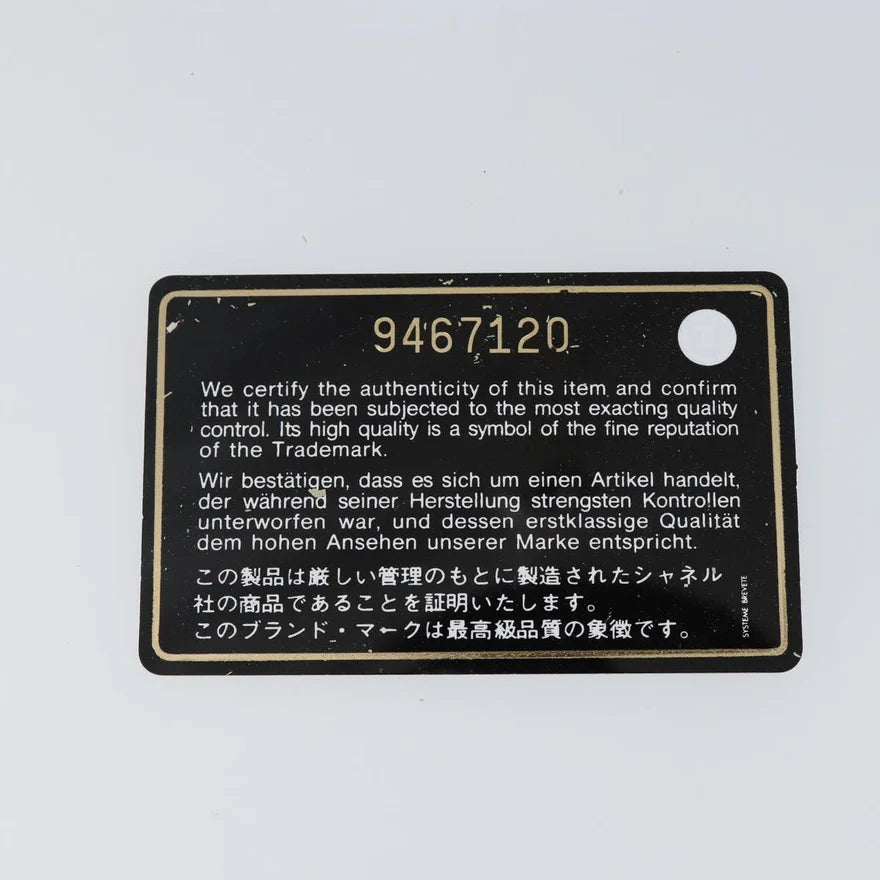 9467120
We certify the authenticity of this item and confirm
that it has been subjected to the most exacting quality
control. Its high quality is a symbol of the fine reputation
of the Trademark.
Wir bestätigen, dass es sich um einen Artikel handelt,
der während seiner Herstellung strengsten Kontrollen
unterworfen war, und dessen erstklassige Qualität
dem hohen Ansehen unserer Marke entspricht.
この製品は厳しい管理のもとに製造されたシャネル
社の商品であることを証明いたします。
このブランド・マークは最高級品質の象徴です。
SYSTEME BREVETE